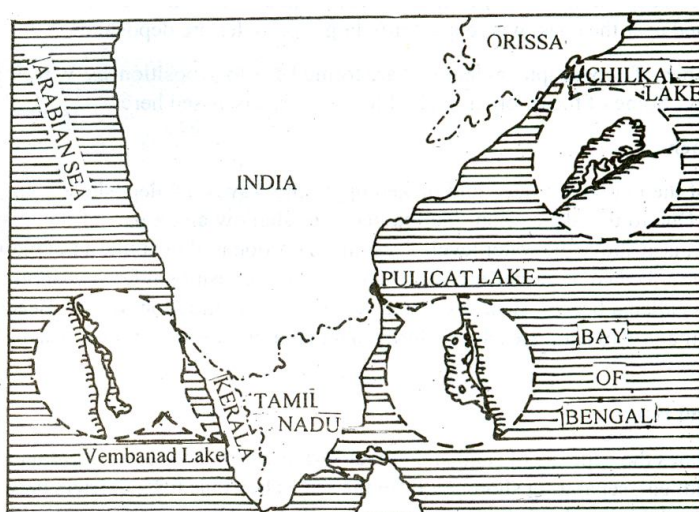 ORISSA
CHILKA
LAKE
ARABIAN SEA
INDIA
PULICAT LAKE
BAY
OF
BENGAL
KERALA
TAMIL
NADU
Vembanad Lake